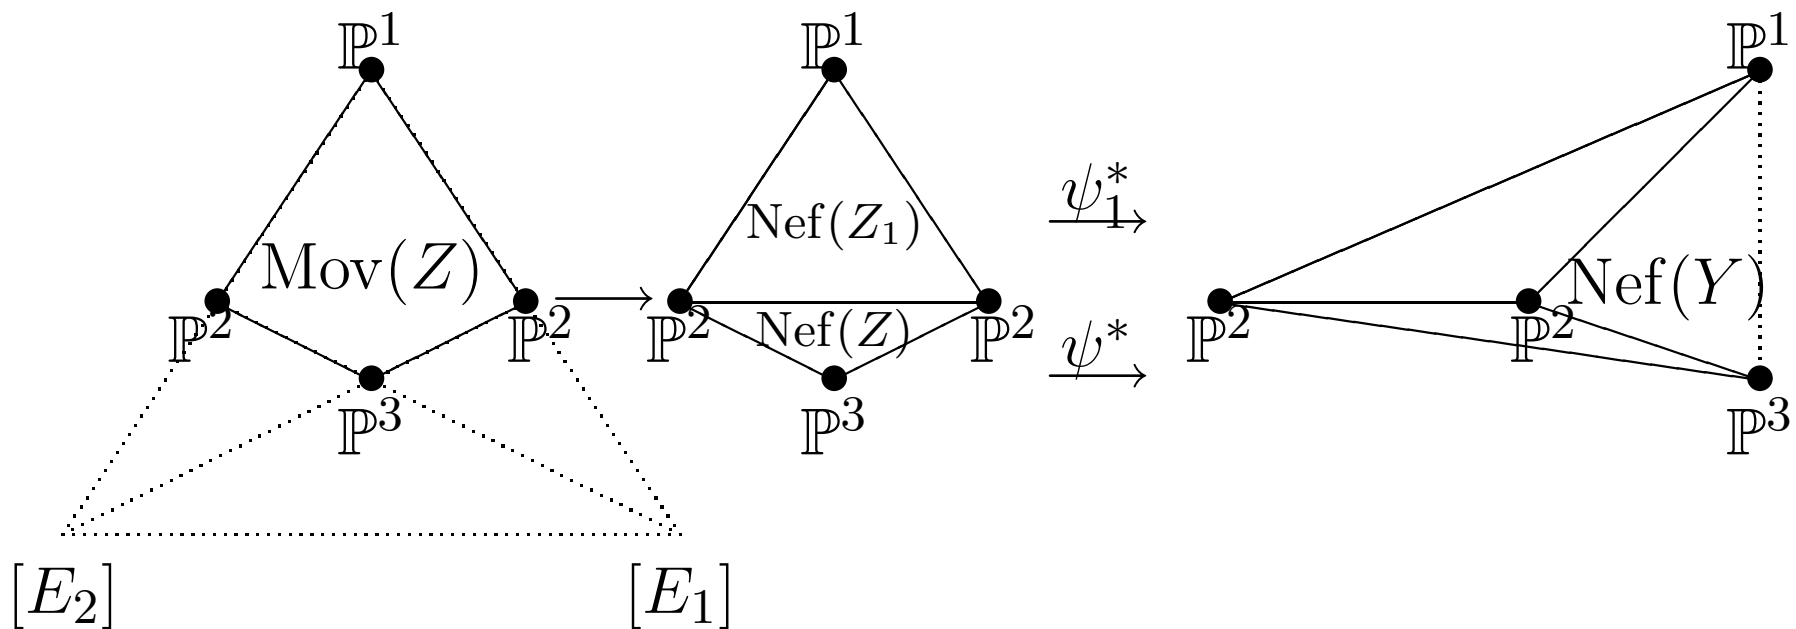 ℙ¹ ℙ¹ ℙ¹
ψ₁*
Nef(Z₁)
Mov(Z) Nef(Y)
ℙ² ℙ² ℙ² Nef(Z) ℙ² ψ* ℙ² ℙ²
ℙ³ ℙ³ ℙ³
[E₂] [E₁]